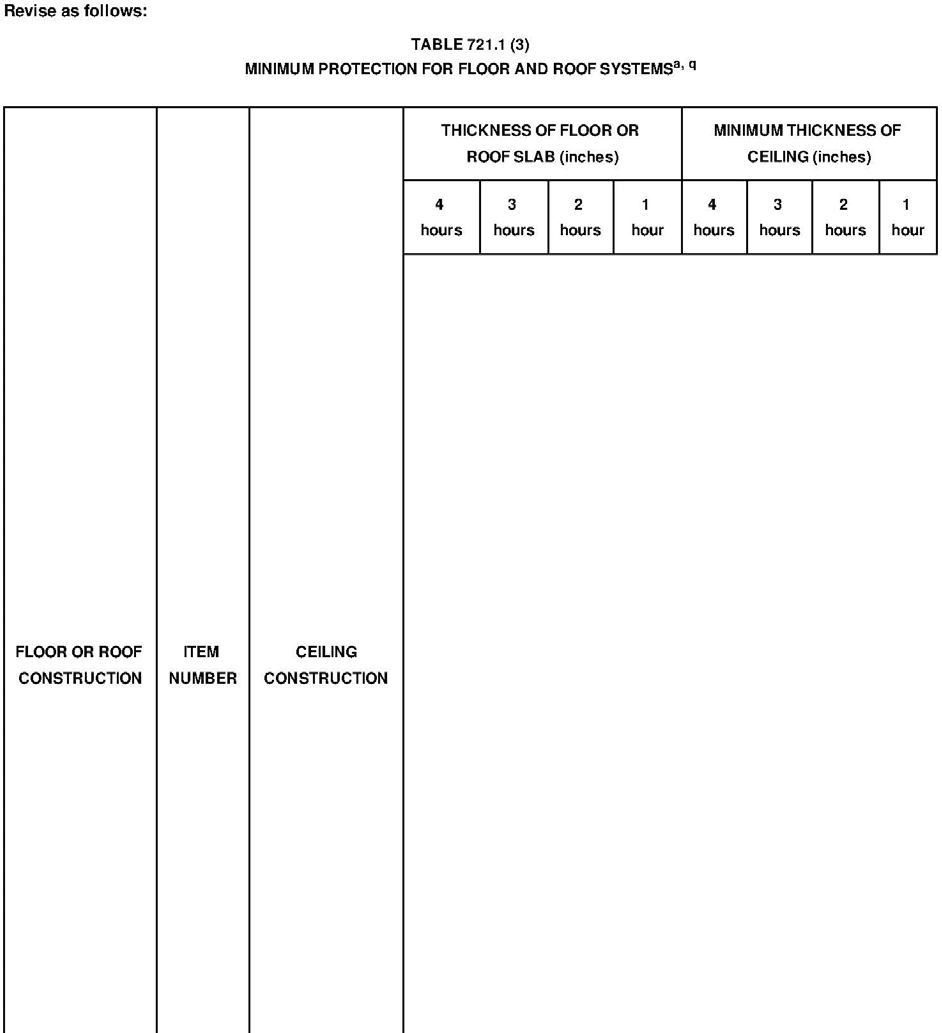 Revise as follows:
TABLE 721.1 (3)
MINIMUM PROTECTION FOR FLOOR AND ROOF SYSTEMSa, q
THICKNESS OF FLOOR OR
ROOF SLAB (inches)
MINIMUM THICKNESS OF
CEILING (inches)
4
hours
3
hours
2
hours
1
hour
4
hours
3
hours
2
hours
1
hour
FLOOR OR ROOF
CONSTRUCTION
ITEM
NUMBER
CEILING
CONSTRUCTION